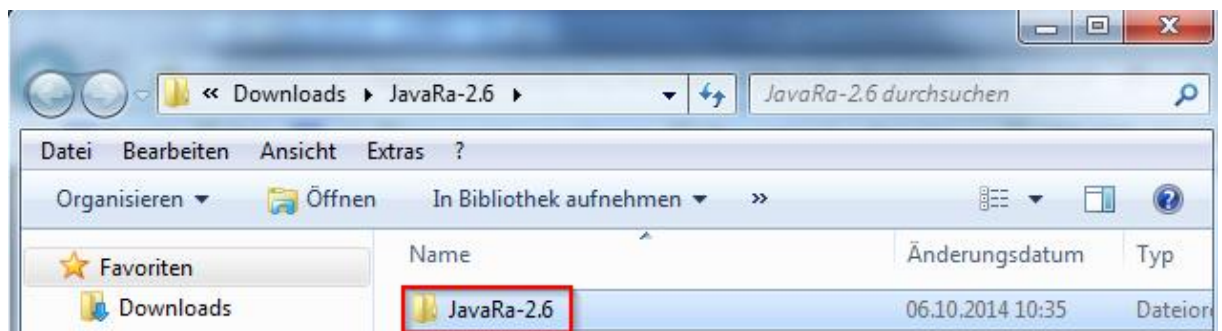 « Downloads ▸ JavaRa-2.6 ▸ JavaRa-2.6 durchsuchen
Datei Bearbeiten Ansicht Extras ?
Organisieren Öffnen In Bibliothek aufnehmen »
Favoriten Name Änderungsdatum Typ
Downloads JavaRa-2.6 06.10.2014 10:35 Dateior